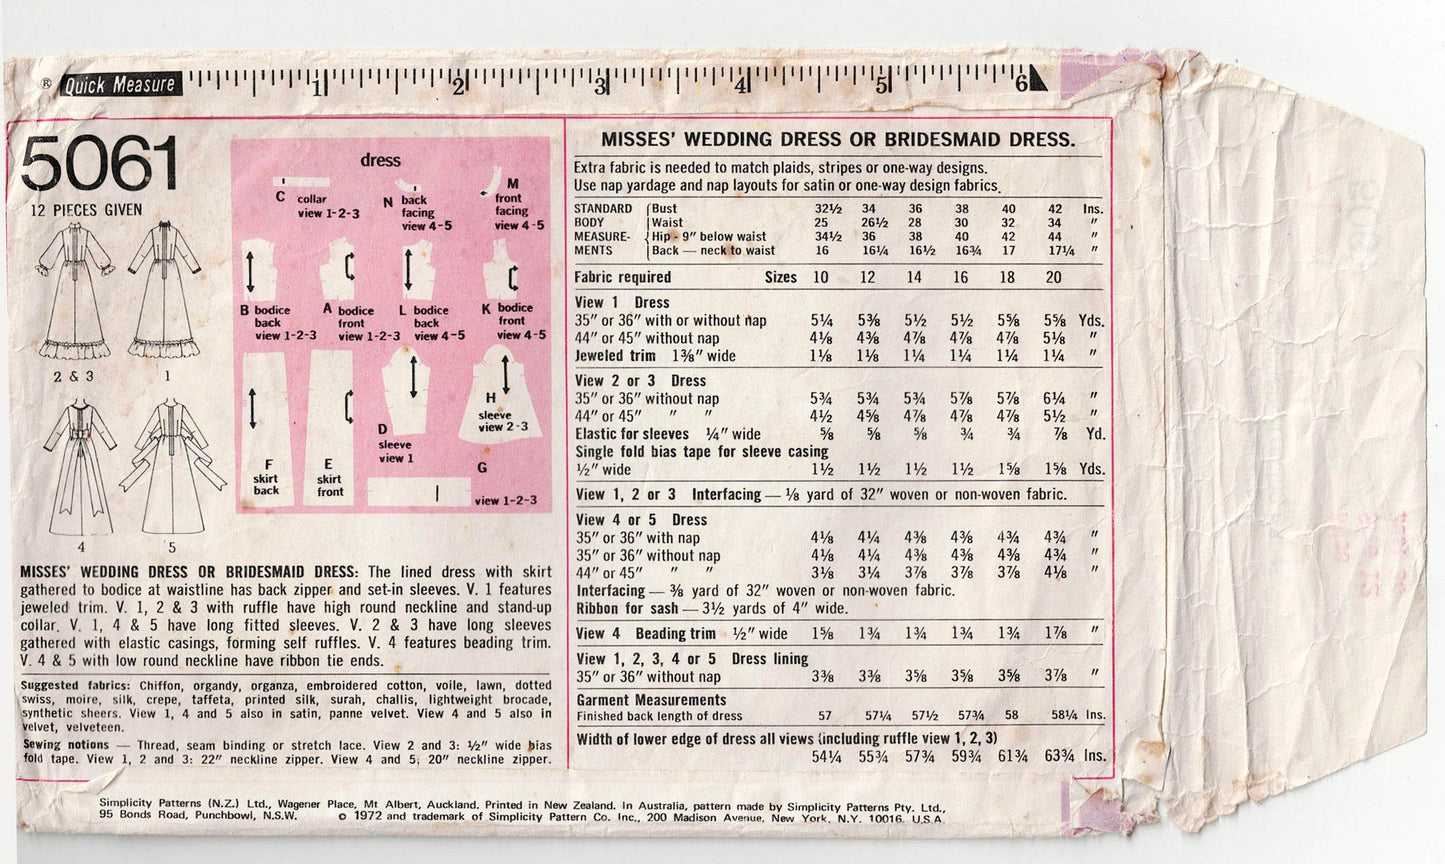 ® Quick Measure 1 2 3 4 5 6
5061
12 PIECES GIVEN
2 & 3
1
4
5
dress
C collar
view 1-2-3
N back
facing
view 4-5
M
front
facing
view 4-5
B bodice
back
view 1-2-3
A bodice
front
view 1-2-3
L bodice
back
view 4-5
K bodice
front
view 4-5
F
skirt
back
E
skirt
front
D
sleeve
view 1
H
sleeve
view 2-3
G
view 1-2-3
MISSES' WEDDING DRESS OR BRIDESMAID DRESS: The lined dress with skirt
gathered to bodice at waistline has back zipper and set-in sleeves. V. 1 features
jeweled trim. V. 1, 2 & 3 with ruffle have high round neckline and stand-up
collar. V. 1, 4 & 5 have long fitted sleeves. V. 2 & 3 have long sleeves
gathered with elastic casings, forming self ruffles. V. 4 features beading trim.
V. 4 & 5 with low round neckline have ribbon tie ends.
Suggested fabrics: Chiffon, organdy, organza, embroidered cotton, voile, lawn, dotted
swiss, moire, silk, crepe, taffeta, printed silk, surah, challis, lightweight brocade,
synthetic sheers. View 1, 4 and 5 also in satin, panne velvet. View 4 and 5 also in
velvet, velveteen.
Sewing notions — Thread, seam binding or stretch lace. View 2 and 3: ½" wide bias
fold tape. View 1, 2 and 3: 22" neckline zipper. View 4 and 5: 20" neckline zipper.
MISSES' WEDDING DRESS OR BRIDESMAID DRESS.
Extra fabric is needed to match plaids, stripes or one-way designs.
Use nap yardage and nap layouts for satin or one-way design fabrics.
STANDARD Bust 32½ 34 36 38 40 42 Ins.
BODY Waist 25 26½ 28 30 32 34 "
MEASURE- Hip - 9" below waist 34½ 36 38 40 42 44 "
MENTS Back — neck to waist 16 16¼ 16½ 16¾ 17 17¼ "
Fabric required Sizes 10 12 14 16 18 20
View 1 Dress
35" or 36" with or without nap 5¼ 5⅜ 5½ 5½ 5⅝ 5⅝ Yds.
44" or 45" without nap 4⅛ 4⅜ 4⅞ 4⅞ 4⅞ 5⅛ "
Jeweled trim 1⅜" wide 1⅛ 1⅛ 1¼ 1¼ 1¼ 1¼ "
View 2 or 3 Dress
35" or 36" without nap 5¾ 5¾ 5¾ 5⅞ 5⅞ 6¼ "
44" or 45" " " 4½ 4⅝ 4⅞ 4⅞ 4⅞ 5½ "
Elastic for sleeves ¼" wide ⅝ ⅝ ⅝ ¾ ¾ ⅞ Yd.
Single fold bias tape for sleeve casing
½" wide 1½ 1½ 1½ 1½ 1⅝ 1⅝ Yds.
View 1, 2 or 3 Interfacing — ⅛ yard of 32" woven or non-woven fabric.
View 4 or 5 Dress
35" or 36" with nap 4⅛ 4¼ 4⅜ 4⅜ 4¾ 4¾ "
35" or 36" without nap 4⅛ 4¼ 4⅜ 4⅜ 4⅜ 4¾ "
44" or 45" " " 3⅛ 3¼ 3⅞ 3⅞ 3⅞ 4⅛ "
Interfacing — ⅜ yard of 32" woven or non-woven fabric.
Ribbon for sash — 3½ yards of 4" wide.
View 4 Beading trim ½" wide 1⅝ 1¾ 1¾ 1¾ 1¾ 1⅞ "
View 1, 2, 3, 4 or 5 Dress lining
35" or 36" without nap 3⅜ 3⅜ 3⅝ 3⅝ 3⅝ 3⅞ "
Garment Measurements
Finished back length of dress 57 57¼ 57½ 57¾ 58 58¼ Ins.
Width of lower edge of dress all views (including ruffle view 1, 2, 3)
54¼ 55¾ 57¾ 59¾ 61¾ 63¾ Ins.
Simplicity Patterns (N.Z.) Ltd., Wagener Place, Mt Albert, Auckland. Printed in New Zealand. In Australia, pattern made by Simplicity Patterns Pty. Ltd.,
95 Bonds Road, Punchbowl, N.S.W. © 1972 and trademark of Simplicity Pattern Co. Inc., 200 Madison Avenue, New York, N.Y. 10016. U.S.A.